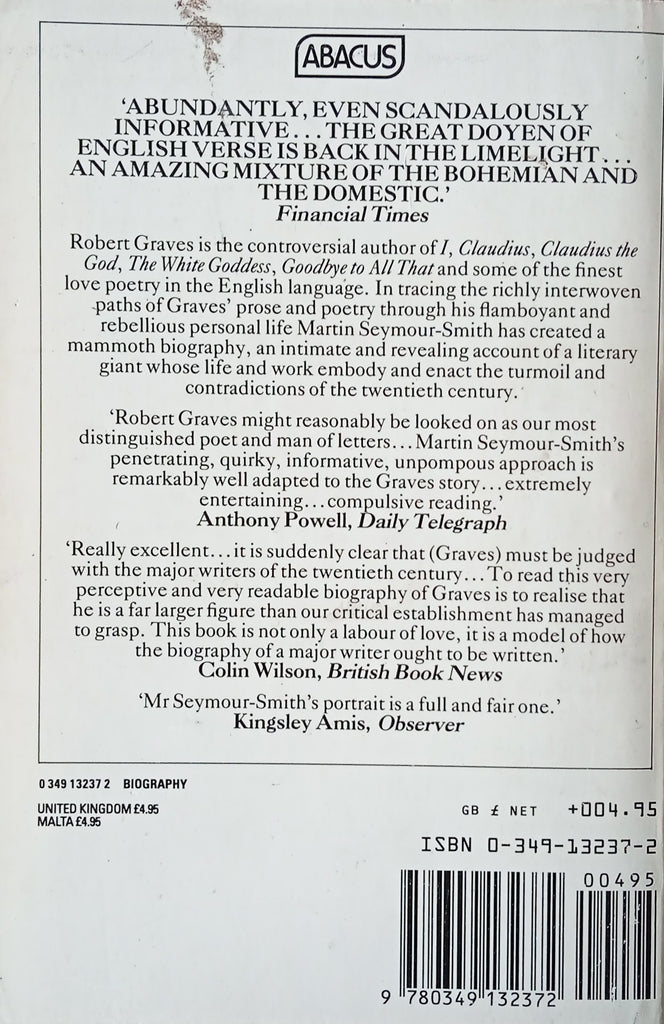 ABACUS
'ABUNDANTLY, EVEN SCANDALOUSLY
INFORMATIVE... THE GREAT DOYEN OF
ENGLISH VERSE IS BACK IN THE LIMELIGHT...
AN AMAZING MIXTURE OF THE BOHEMIAN AND
THE DOMESTIC.'
Financial Times
Robert Graves is the controversial author of I, Claudius, Claudius the
God, The White Goddess, Goodbye to All That and some of the finest
love poetry in the English language. In tracing the richly interwoven
paths of Graves' prose and poetry through his flamboyant and
rebellious personal life Martin Seymour-Smith has created a
mammoth biography, an intimate and revealing account of a literary
giant whose life and work embody and enact the turmoil and
contradictions of the twentieth century.
'Robert Graves might reasonably be looked on as our most
distinguished poet and man of letters... Martin Seymour-Smith's
penetrating, quirky, informative, unpompous approach is
remarkably well adapted to the Graves story... extremely
entertaining... compulsive reading.'
Anthony Powell, Daily Telegraph
'Really excellent... it is suddenly clear that (Graves) must be judged
with the major writers of the twentieth century... To read this very
perceptive and very readable biography of Graves is to realise that
he is a far larger figure than our critical establishment has managed
to grasp. This book is not only a labour of love, it is a model of how
the biography of a major writer ought to be written.'
Colin Wilson, British Book News
'Mr Seymour-Smith's portrait is a full and fair one.'
Kingsley Amis, Observer
0 349 13237 2 BIOGRAPHY
UNITED KINGDOM £4.95
MALTA £4.95
GB £ NET +004.95
ISBN 0-349-13237-2
00495
9 780349 132372